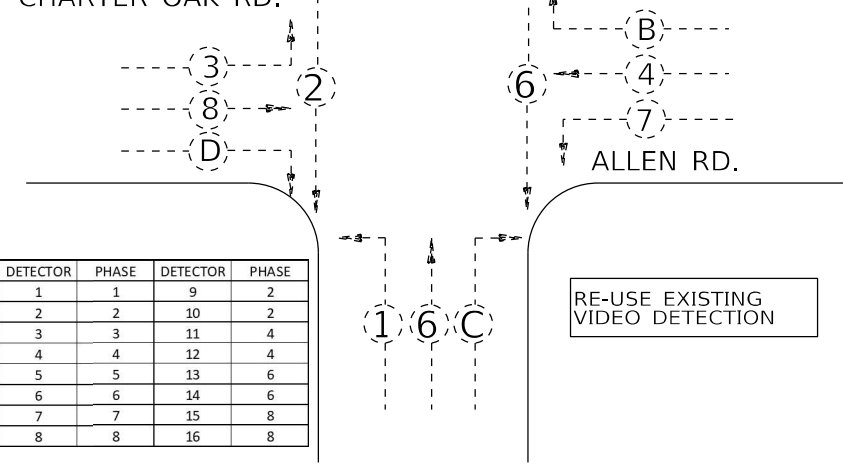 CHARTER OAK RD.
B
3
2
6
4
8
7
D
ALLEN RD.
DETECTOR PHASE DETECTOR PHASE
1 1 9 2
2 2 10 2
3 3 11 4
4 4 12 4
5 5 13 6
6 6 14 6
7 7 15 8
8 8 16 8
1 6 C
RE-USE EXISTING
VIDEO DETECTION